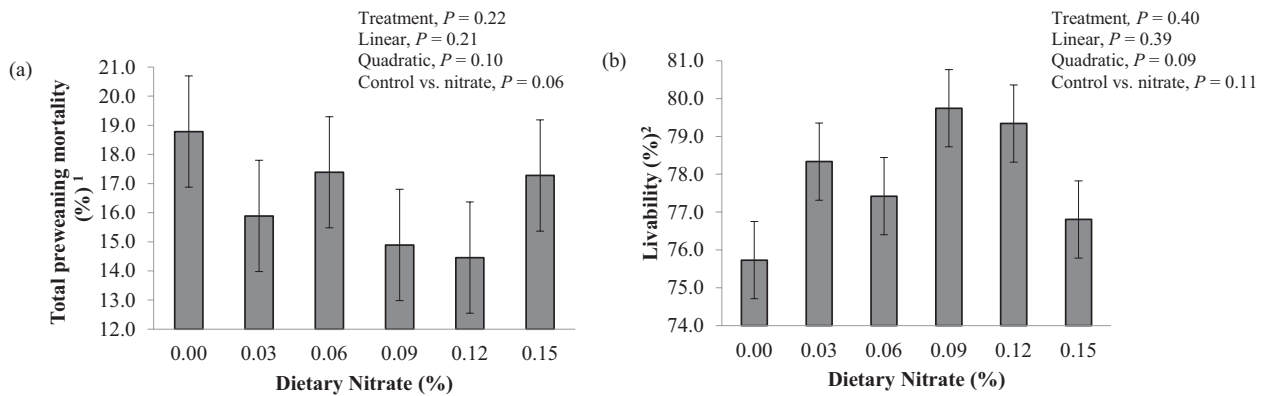 Treatment, P = 0.22
Linear, P = 0.21
Quadratic, P = 0.10
Control vs. nitrate, P = 0.06
(a)
Total preweaning mortality
(%) ¹
21.0
20.0
19.0
18.0
17.0
16.0
15.0
14.0
13.0
12.0
0.00 0.03 0.06 0.09 0.12 0.15
Dietary Nitrate (%)
Treatment, P = 0.40
Linear, P = 0.39
Quadratic, P = 0.09
Control vs. nitrate, P = 0.11
(b)
Livability (%)²
81.0
80.0
79.0
78.0
77.0
76.0
75.0
74.0
0.00 0.03 0.06 0.09 0.12 0.15
Dietary Nitrate (%)